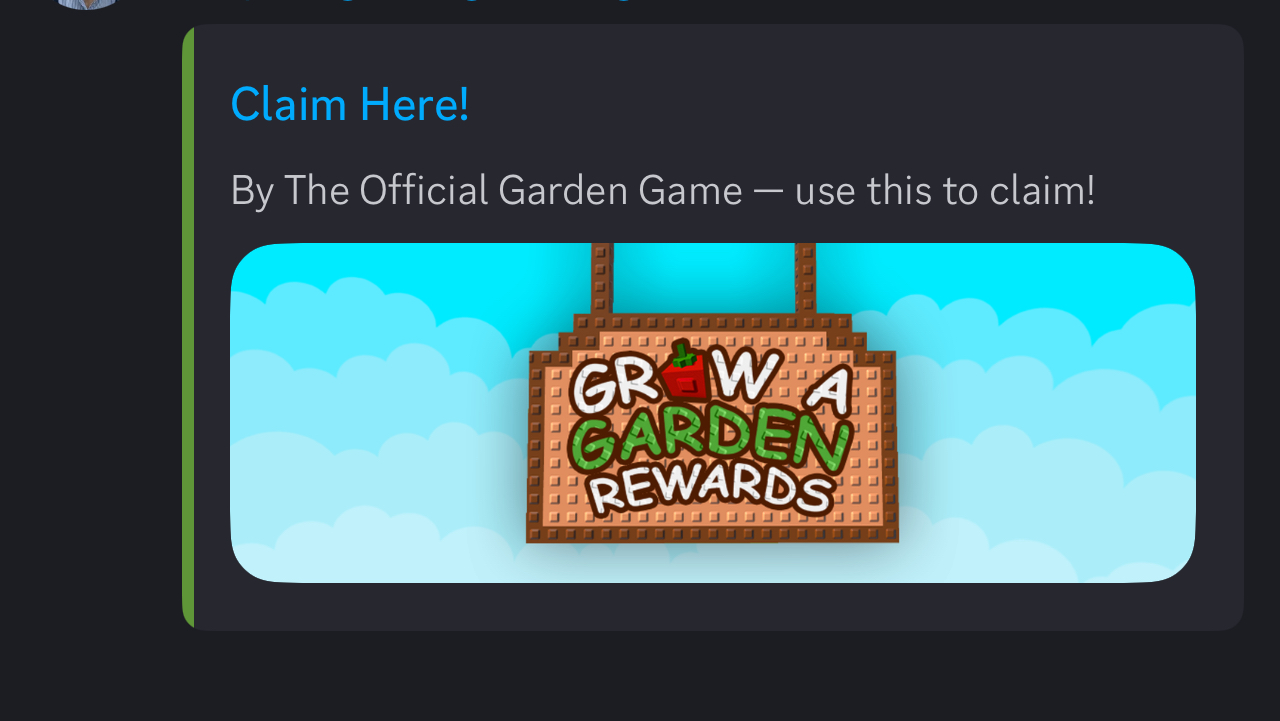 Claim Here!
By The Official Garden Game — use this to claim!
GROW A
GARDEN
REWARDS